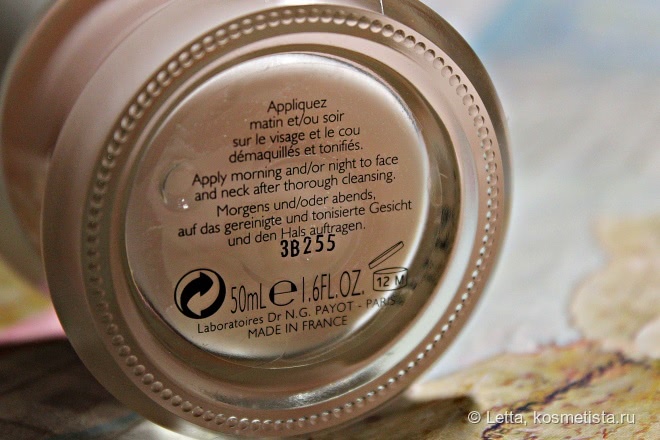 Appliquez
matin et/ou soir
sur le visage et le cou
démaquillés et tonifiés.
Apply morning and/or night to face
and neck after thorough cleansing.
Morgens und/oder abends,
auf das gereinigte und tonisierte Gesicht
und den Hals auftragen.
3B255
50mL e 1.6FL.OZ. 12 M
Laboratoires Dr N.G. PAYOT - PARIS
MADE IN FRANCE
© Letta, kosmetista.ru